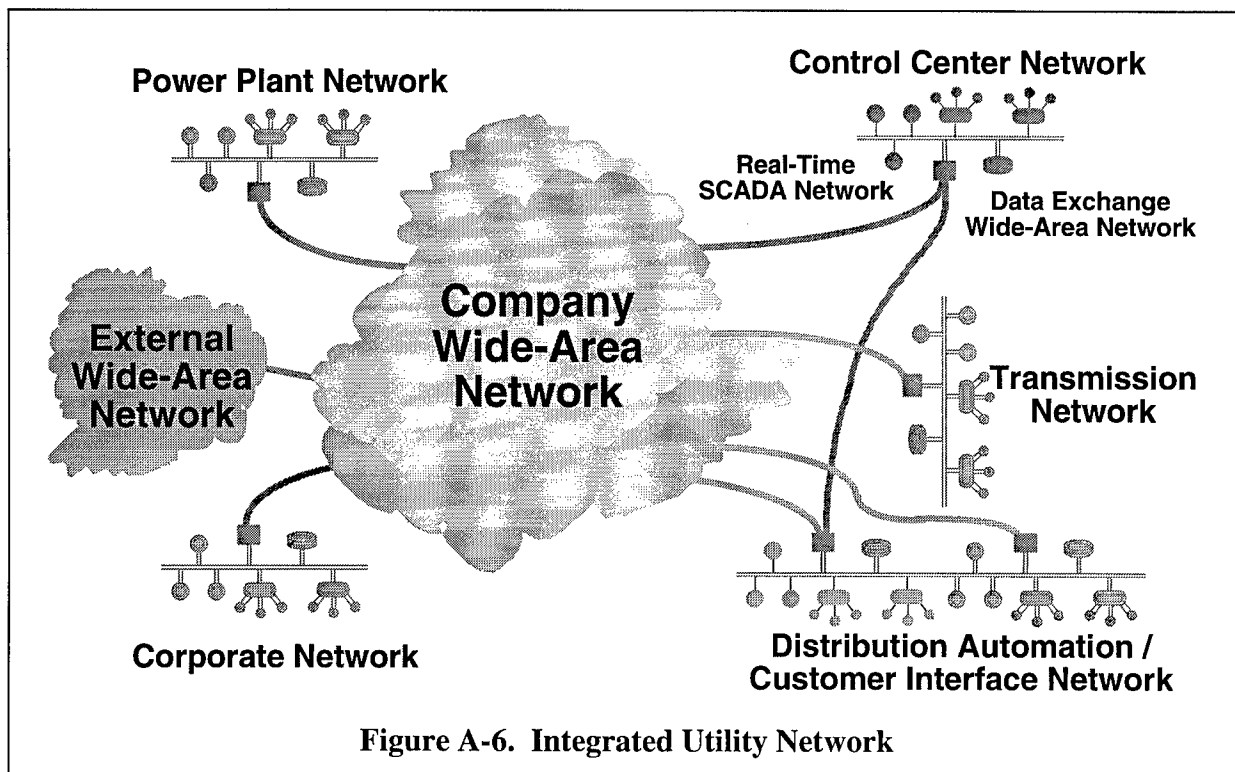 Power Plant Network
Control Center Network
Real-Time
SCADA Network
Data Exchange
Wide-Area Network
Company
Wide-Area
Network
External
Wide-Area
Network
Transmission
Network
Corporate Network
Distribution Automation /
Customer Interface Network
Figure A-6. Integrated Utility Network